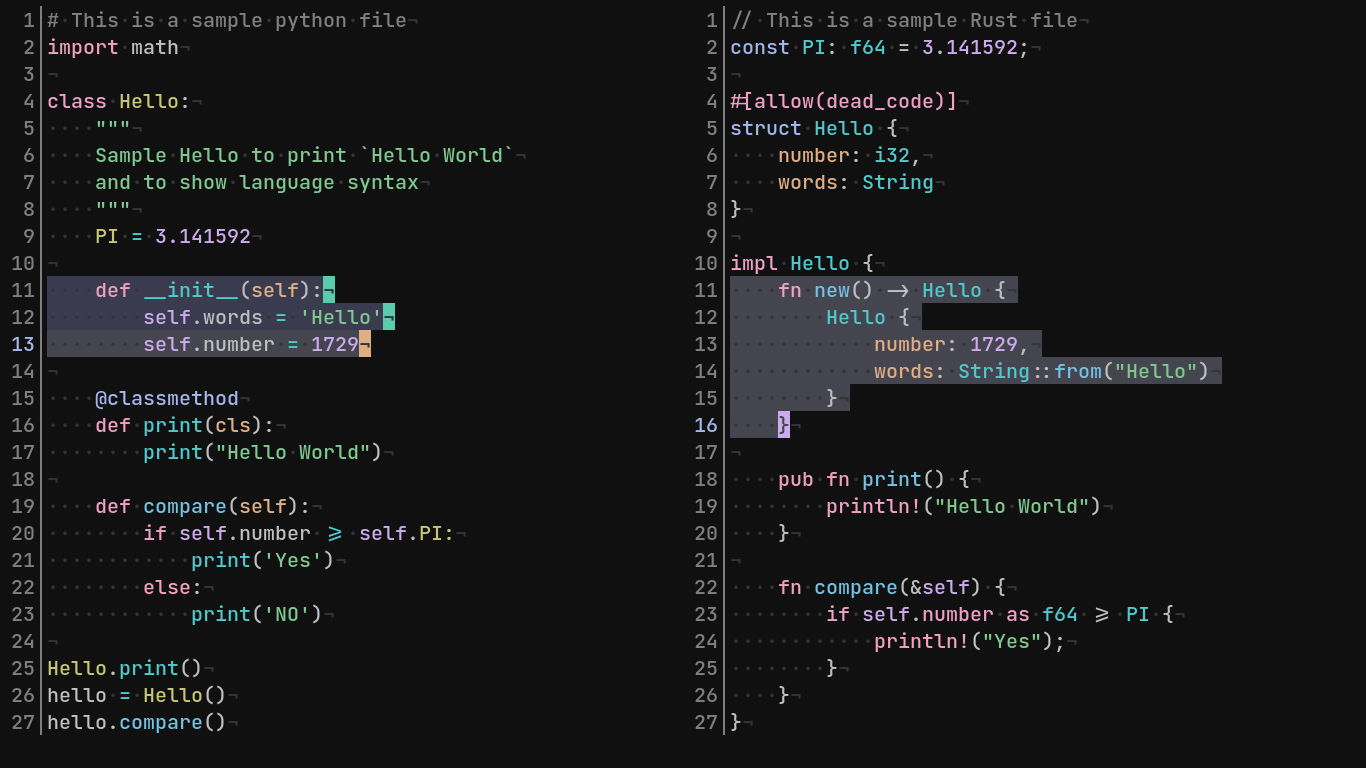 1 # This is a sample python file¬
2 import math¬
3 ¬
4 class Hello:¬
5 ····"""¬
6 ····Sample Hello to print `Hello World`¬
7 ····and to show language syntax¬
8 ····"""¬
9 ····PI = 3.141592¬
10 ¬
11 ····def __init__(self):¬
12 ········self.words = 'Hello'¬
13 ········self.number = 1729¬
14 ¬
15 ····@classmethod¬
16 ····def print(cls):¬
17 ········print("Hello World")¬
18 ¬
19 ····def compare(self):¬
20 ········if self.number ⩾ self.PI:¬
21 ············print('Yes')¬
22 ········else:¬
23 ············print('NO')¬
24 ¬
25 Hello.print()¬
26 hello = Hello()¬
27 hello.compare()¬
1 // This is a sample Rust file¬
2 const PI: f64 = 3.141592;¬
3 ¬
4 #[allow(dead_code)]¬
5 struct Hello {¬
6 ····number: i32,¬
7 ····words: String¬
8 }¬
9 ¬
10 impl Hello {¬
11 ····fn new() ⟶ Hello {¬
12 ········Hello {¬
13 ············number: 1729,¬
14 ············words: String::from("Hello")¬
15 ········}¬
16 ····}¬
17 ¬
18 ····pub fn print() {¬
19 ········println!("Hello World")¬
20 ····}¬
21 ¬
22 ····fn compare(&self) {¬
23 ········if self.number as f64 ⩾ PI {¬
24 ············println!("Yes");¬
25 ········}¬
26 ····}¬
27 }¬